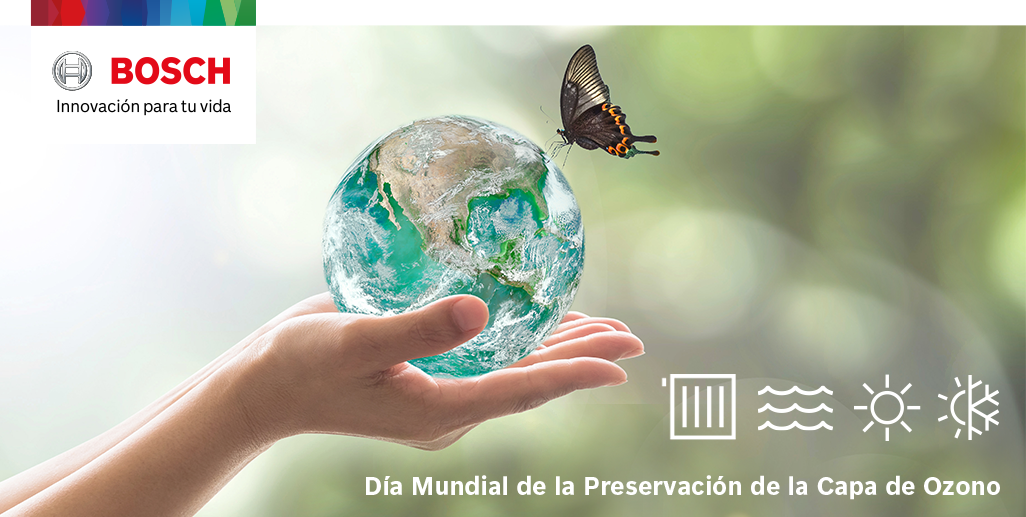 BOSCH
Innovación para tu vida
Día Mundial de la Preservación de la Capa de Ozono